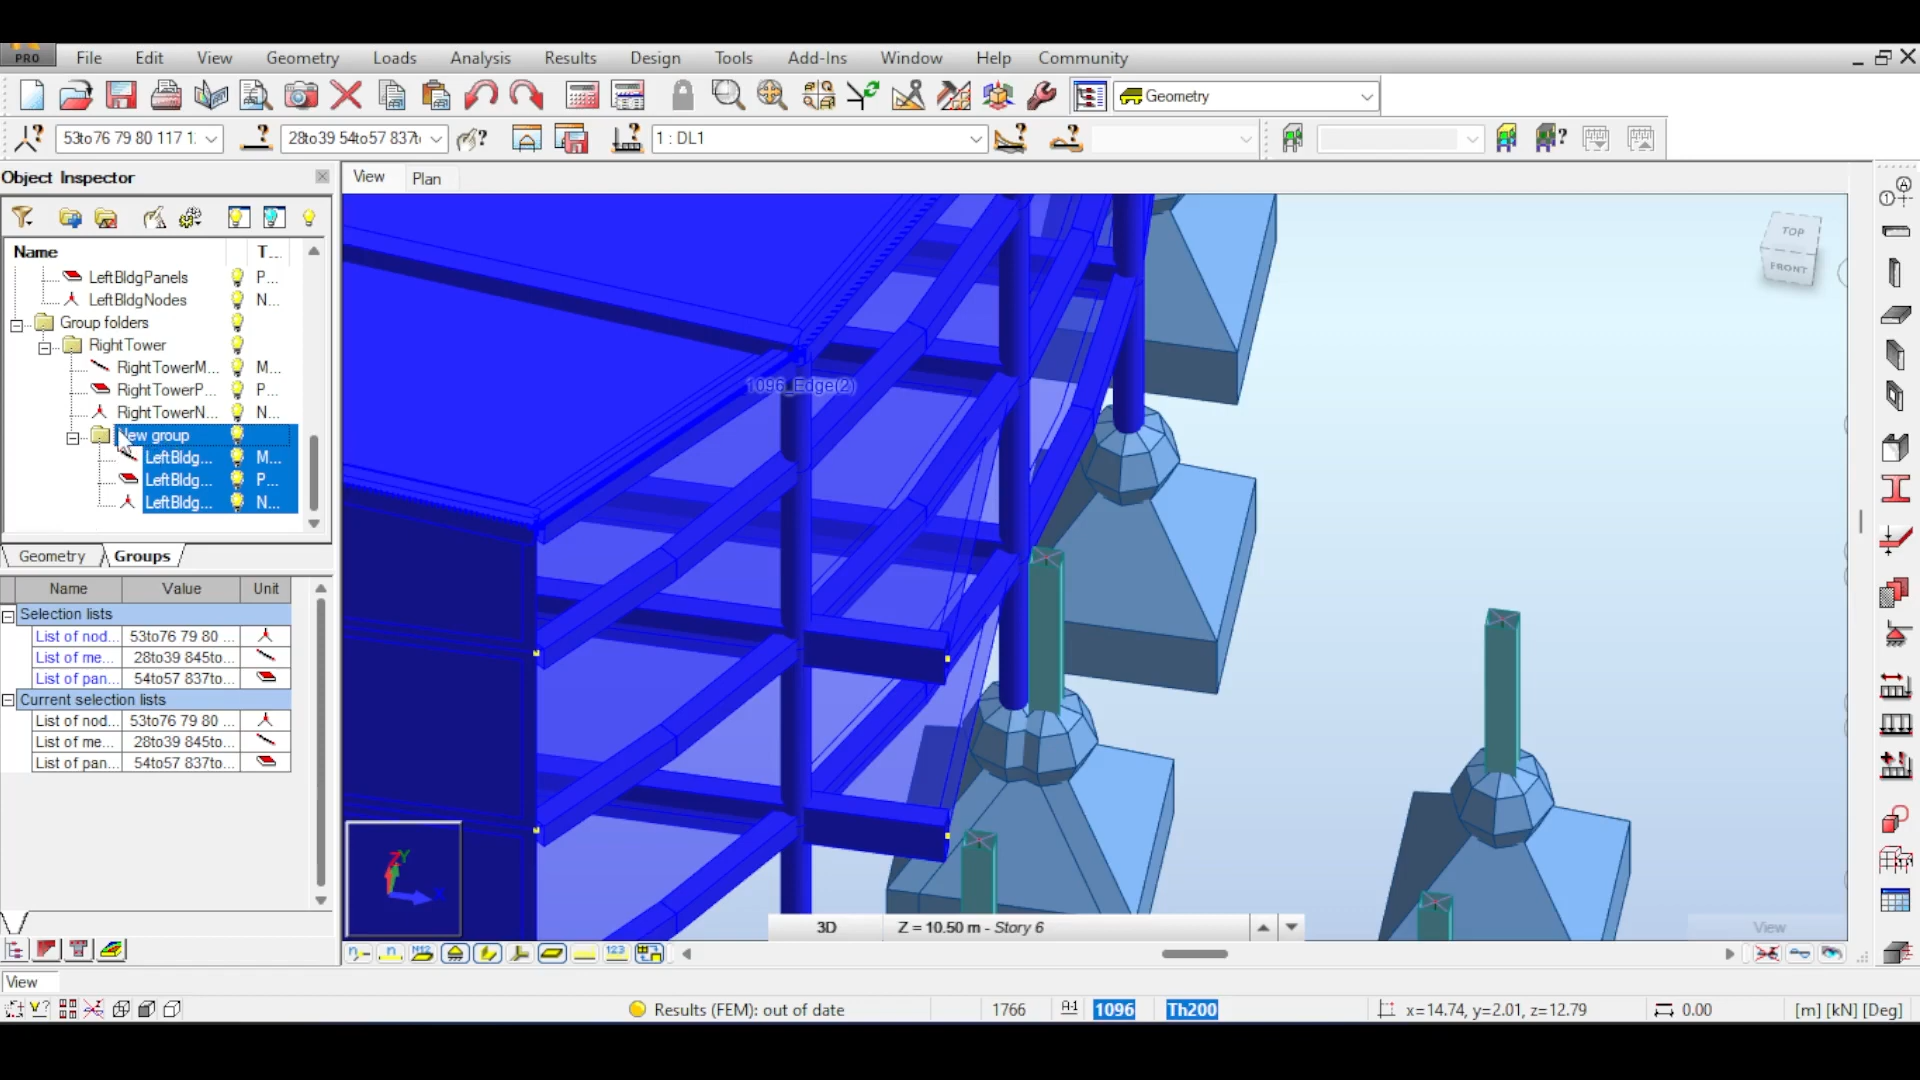 PRO
File Edit View Geometry Loads Analysis Results Design Tools Add-Ins Window Help Community
Geometry
53to76 79 80 117 1:
28to39 54to57 837t
1 : DL1
Object Inspector
View Plan
Name T...
LeftBldgPanels P...
LeftBldgNodes N...
Group folders
RightTower
RightTowerM... M...
RightTowerP... P...
RightTowerN... N...
New group
LeftBldg... M...
LeftBldg... P...
LeftBldg... N...
Geometry Groups
Name Value Unit
Selection lists
List of nod... 53to76 79 80 ...
List of me... 28to39 845to...
List of pan... 54to57 837to...
Current selection lists
List of nod... 53to76 79 80 ...
List of me... 28to39 845to...
List of pan... 54to57 837to...
1096_Edge(2)
TOP
FRONT
3D Z = 10.50 m - Story 6
View
View
Results (FEM): out of date 1766 1096 Th200 x=14.74, y=2.01, z=12.79 0.00 [m] [kN] [Deg]